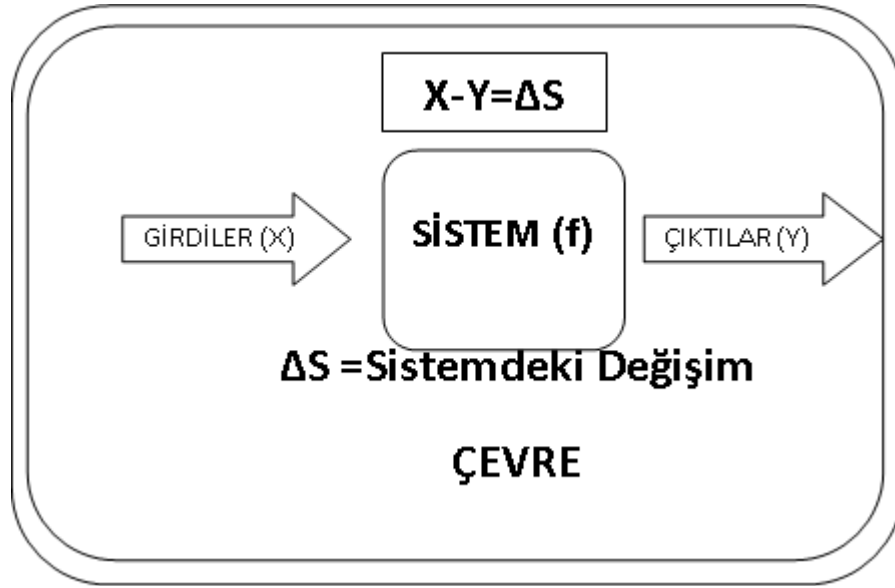 X-Y=ΔS
GİRDİLER (X)
SİSTEM (f)
ÇIKTILAR (Y)
ΔS =Sistemdeki Değişim
ÇEVRE